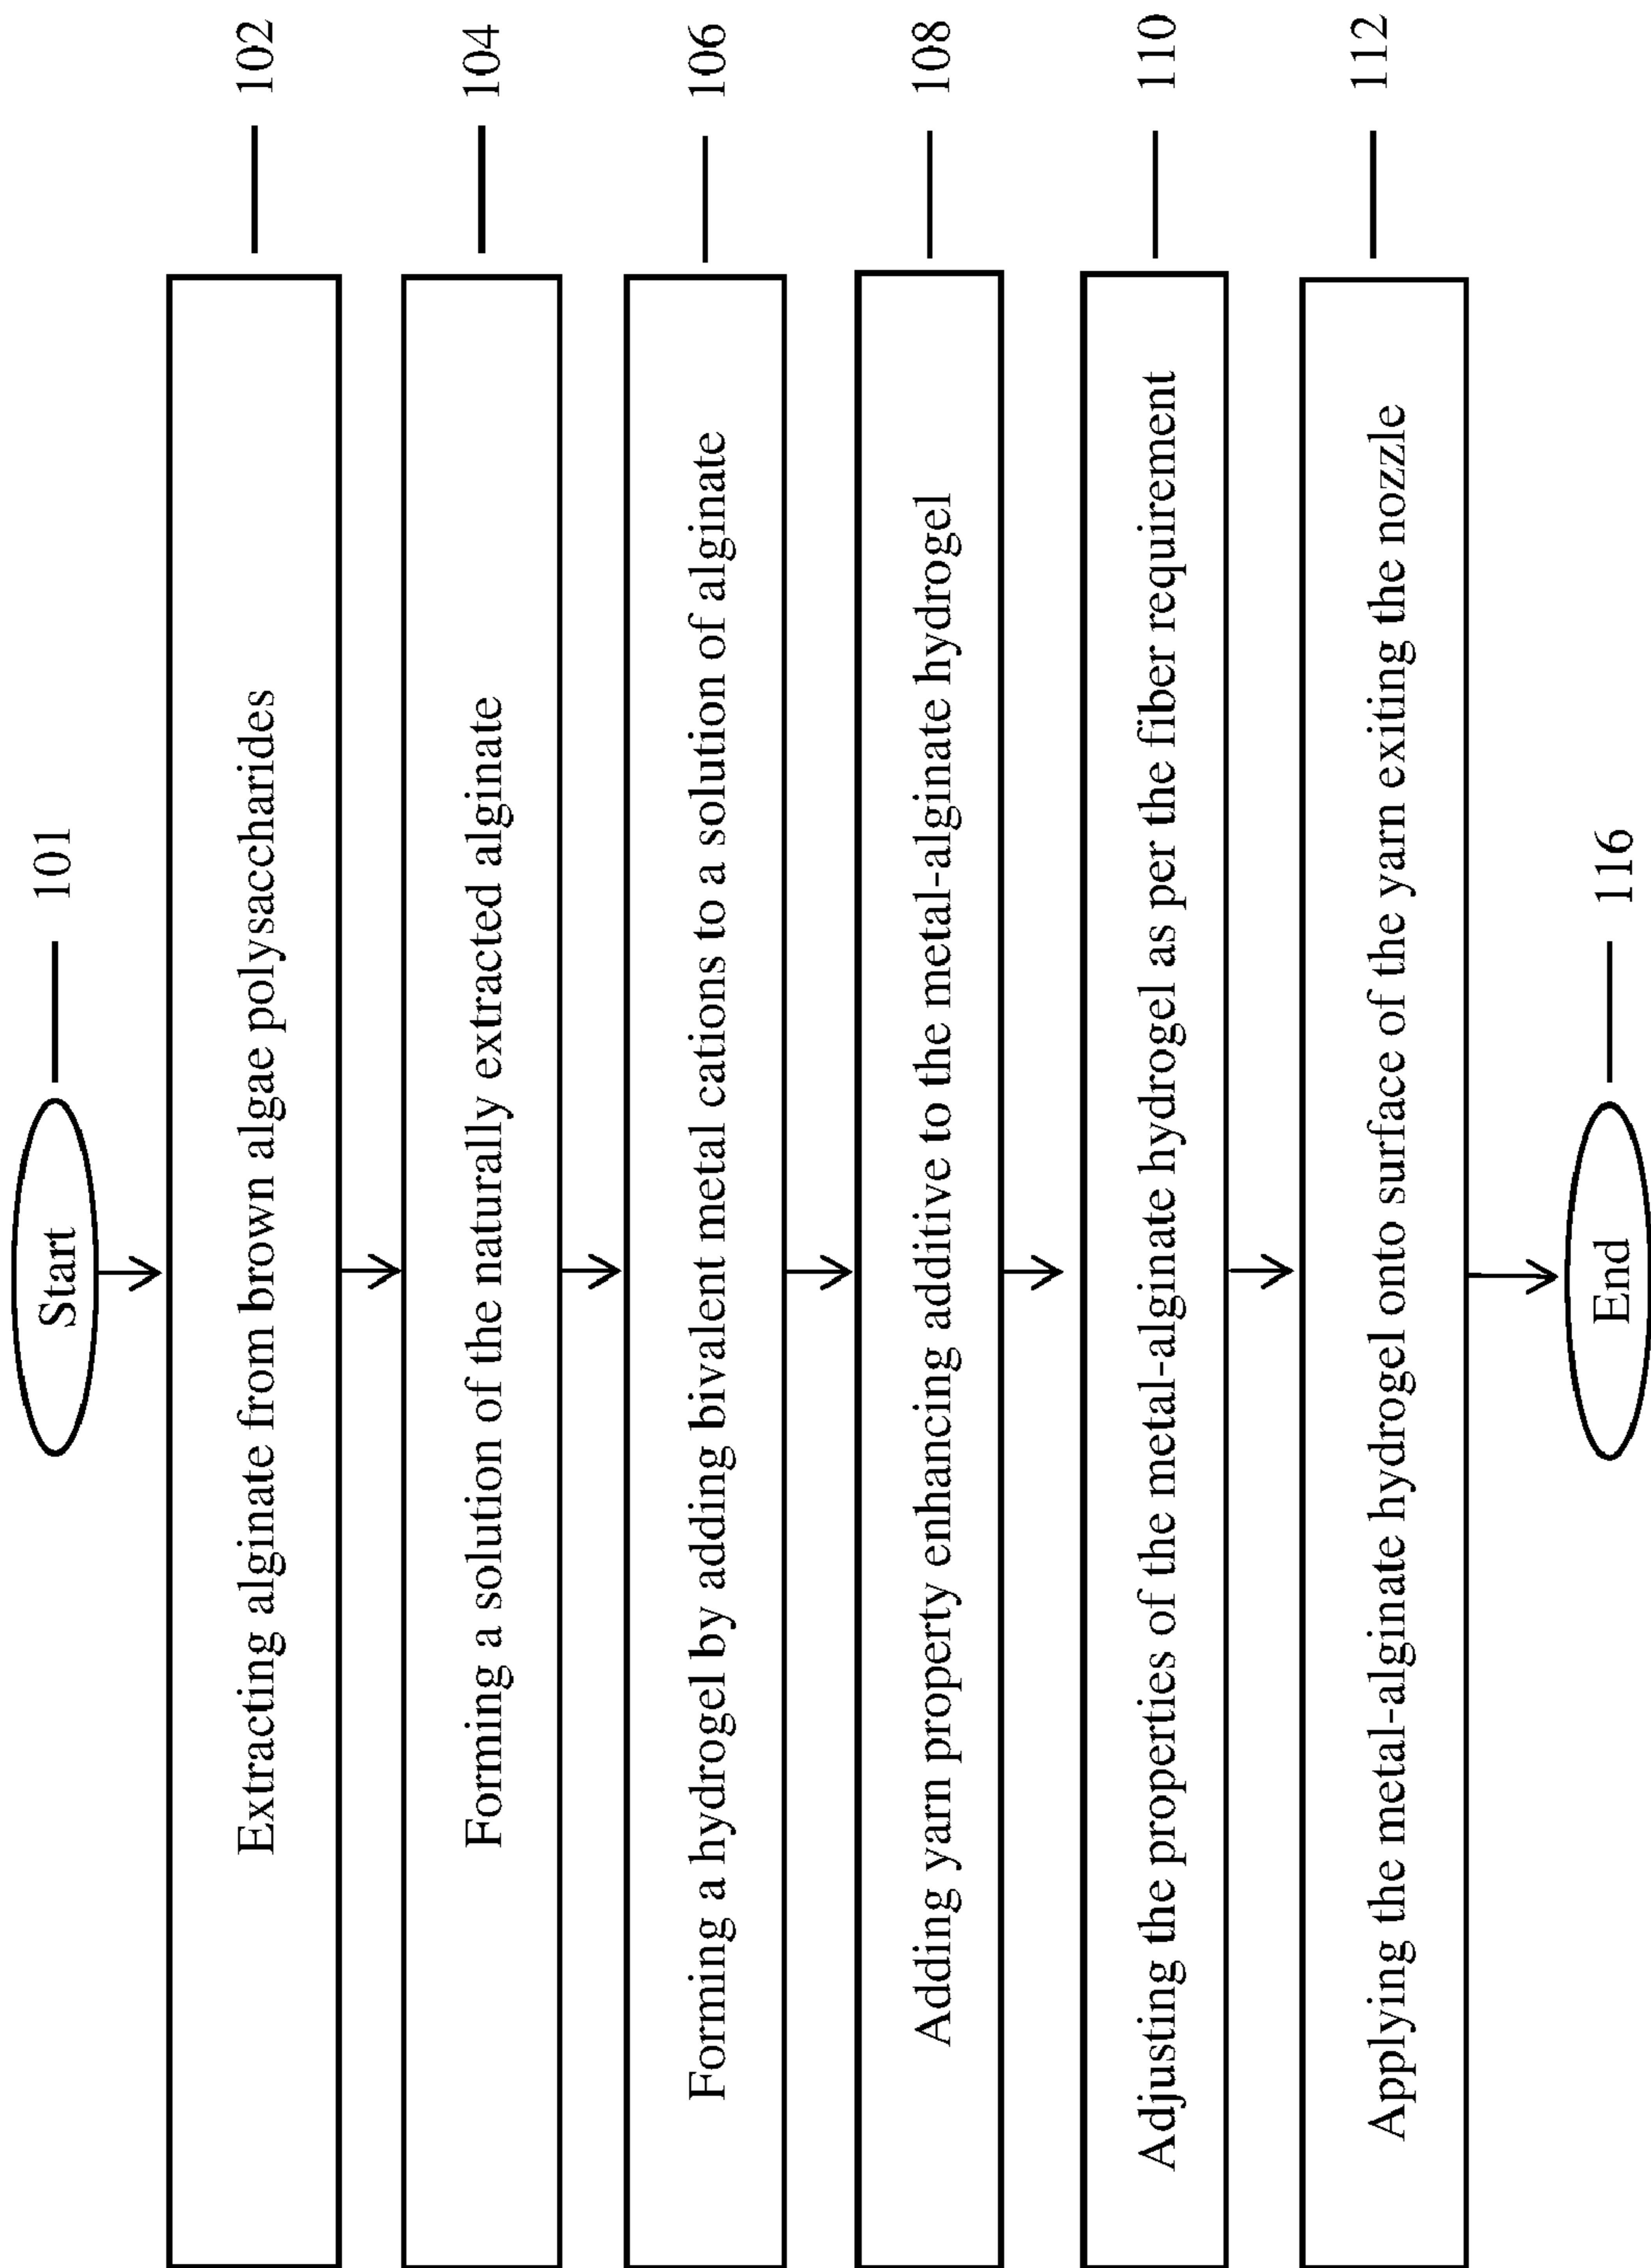 Start 101
Extracting alginate from brown algae polysaccharides 102
Forming a solution of the naturally extracted alginate 104
Forming a hydrogel by adding bivalent metal cations to a solution of alginate 106
Adding yarn property enhancing additive to the metal-alginate hydrogel 108
Adjusting the properties of the metal-alginate hydrogel as per the fiber requirement 110
Applying the metal-alginate hydrogel onto surface of the yarn exiting the nozzle 112
End 116